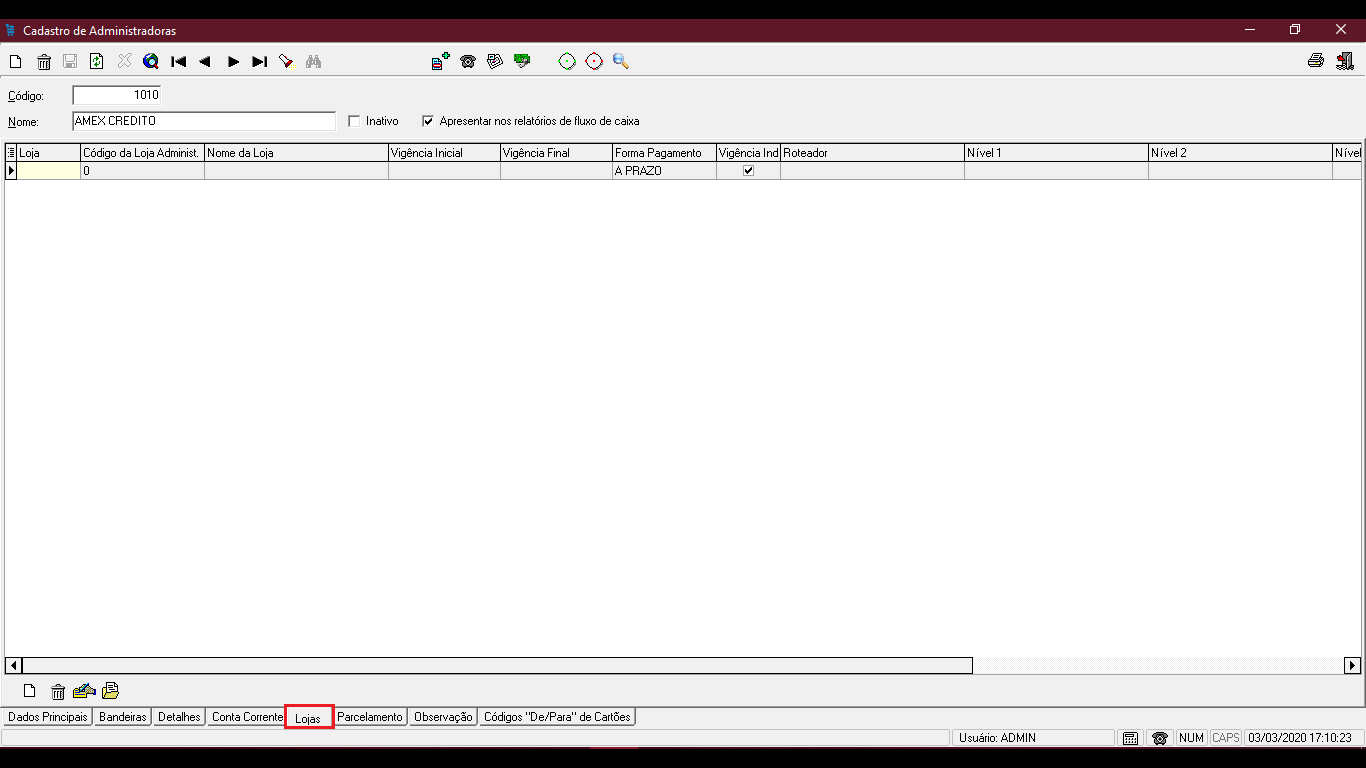 Cadastro de Administradoras
Código: 1010
Nome: AMEX CREDITO Inativo Apresentar nos relatórios de fluxo de caixa
Loja Código da Loja Administ. Nome da Loja Vigência Inicial Vigência Final Forma Pagamento Vigência Ind Roteador Nível 1 Nível 2 Nível
0 A PRAZO
Dados Principais Bandeiras Detalhes Conta Corrente Lojas Parcelamento Observação Códigos "De/Para" de Cartões
Usuário: ADMIN NUM CAPS 03/03/2020 17:10:23